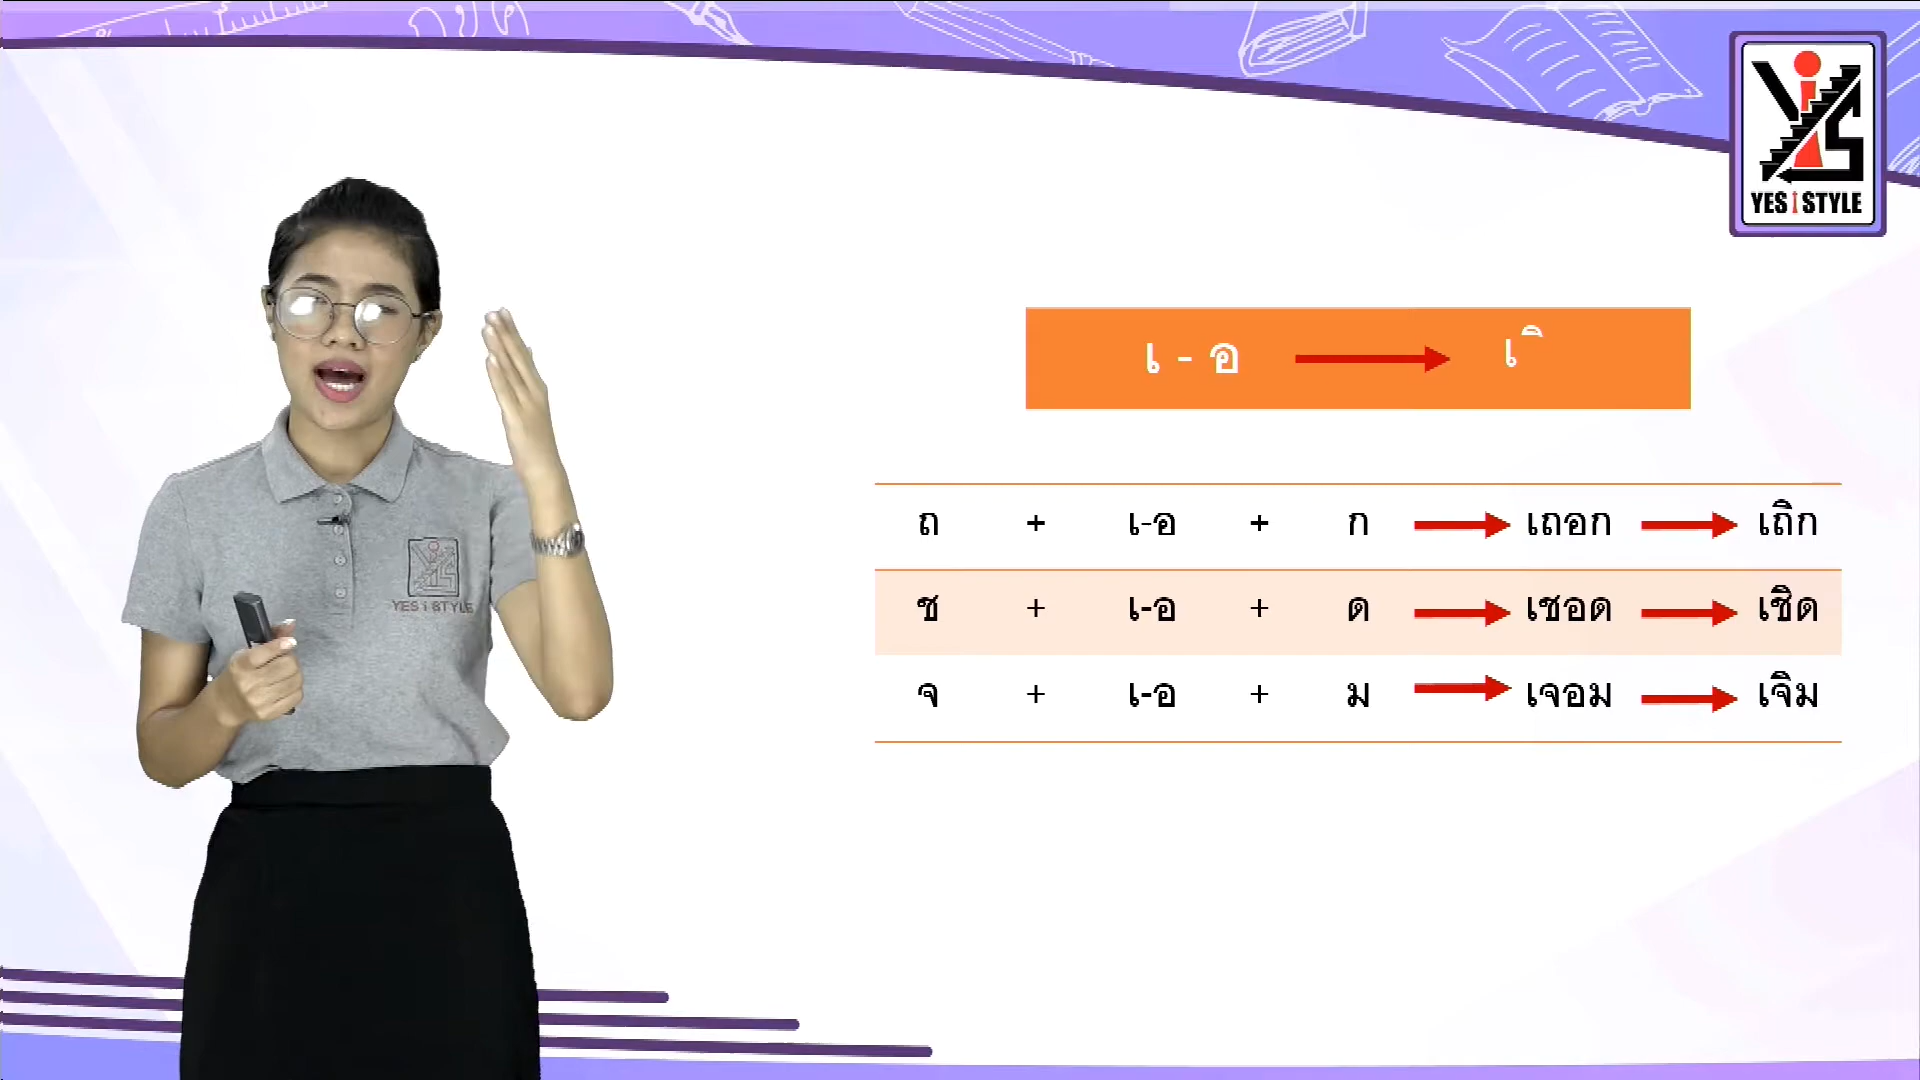 YES i STYLE
เ - อ เ ิ
ถ + เ-อ + ก เถอก เถิก
ช + เ-อ + ด เชอด เชิด
จ + เ-อ + ม เจอม เจิม
YES i STYLE